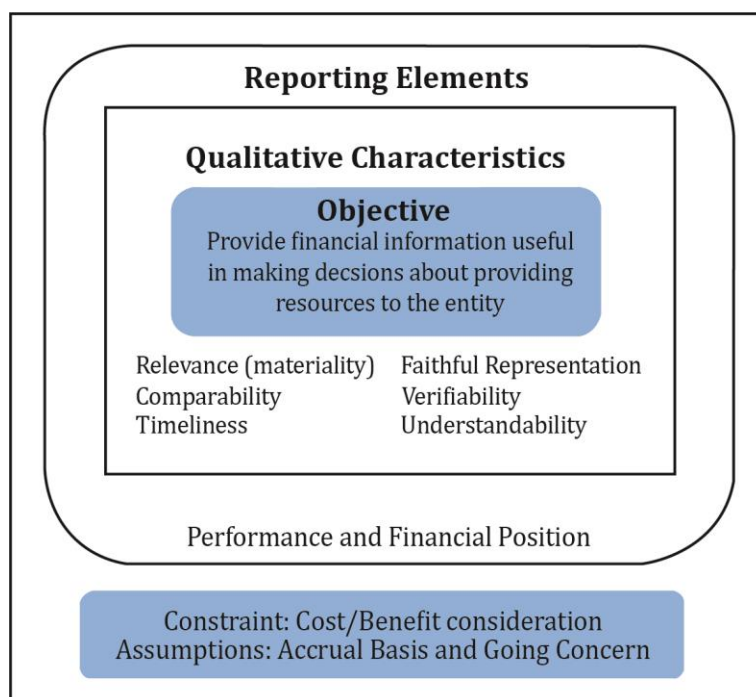 Reporting Elements
Qualitative Characteristics
Objective
Provide financial information useful
in making decsions about providing
resources to the entity
Relevance (materiality) Faithful Representation
Comparability Verifiability
Timeliness Understandability
Performance and Financial Position
Constraint: Cost/Benefit consideration
Assumptions: Accrual Basis and Going Concern